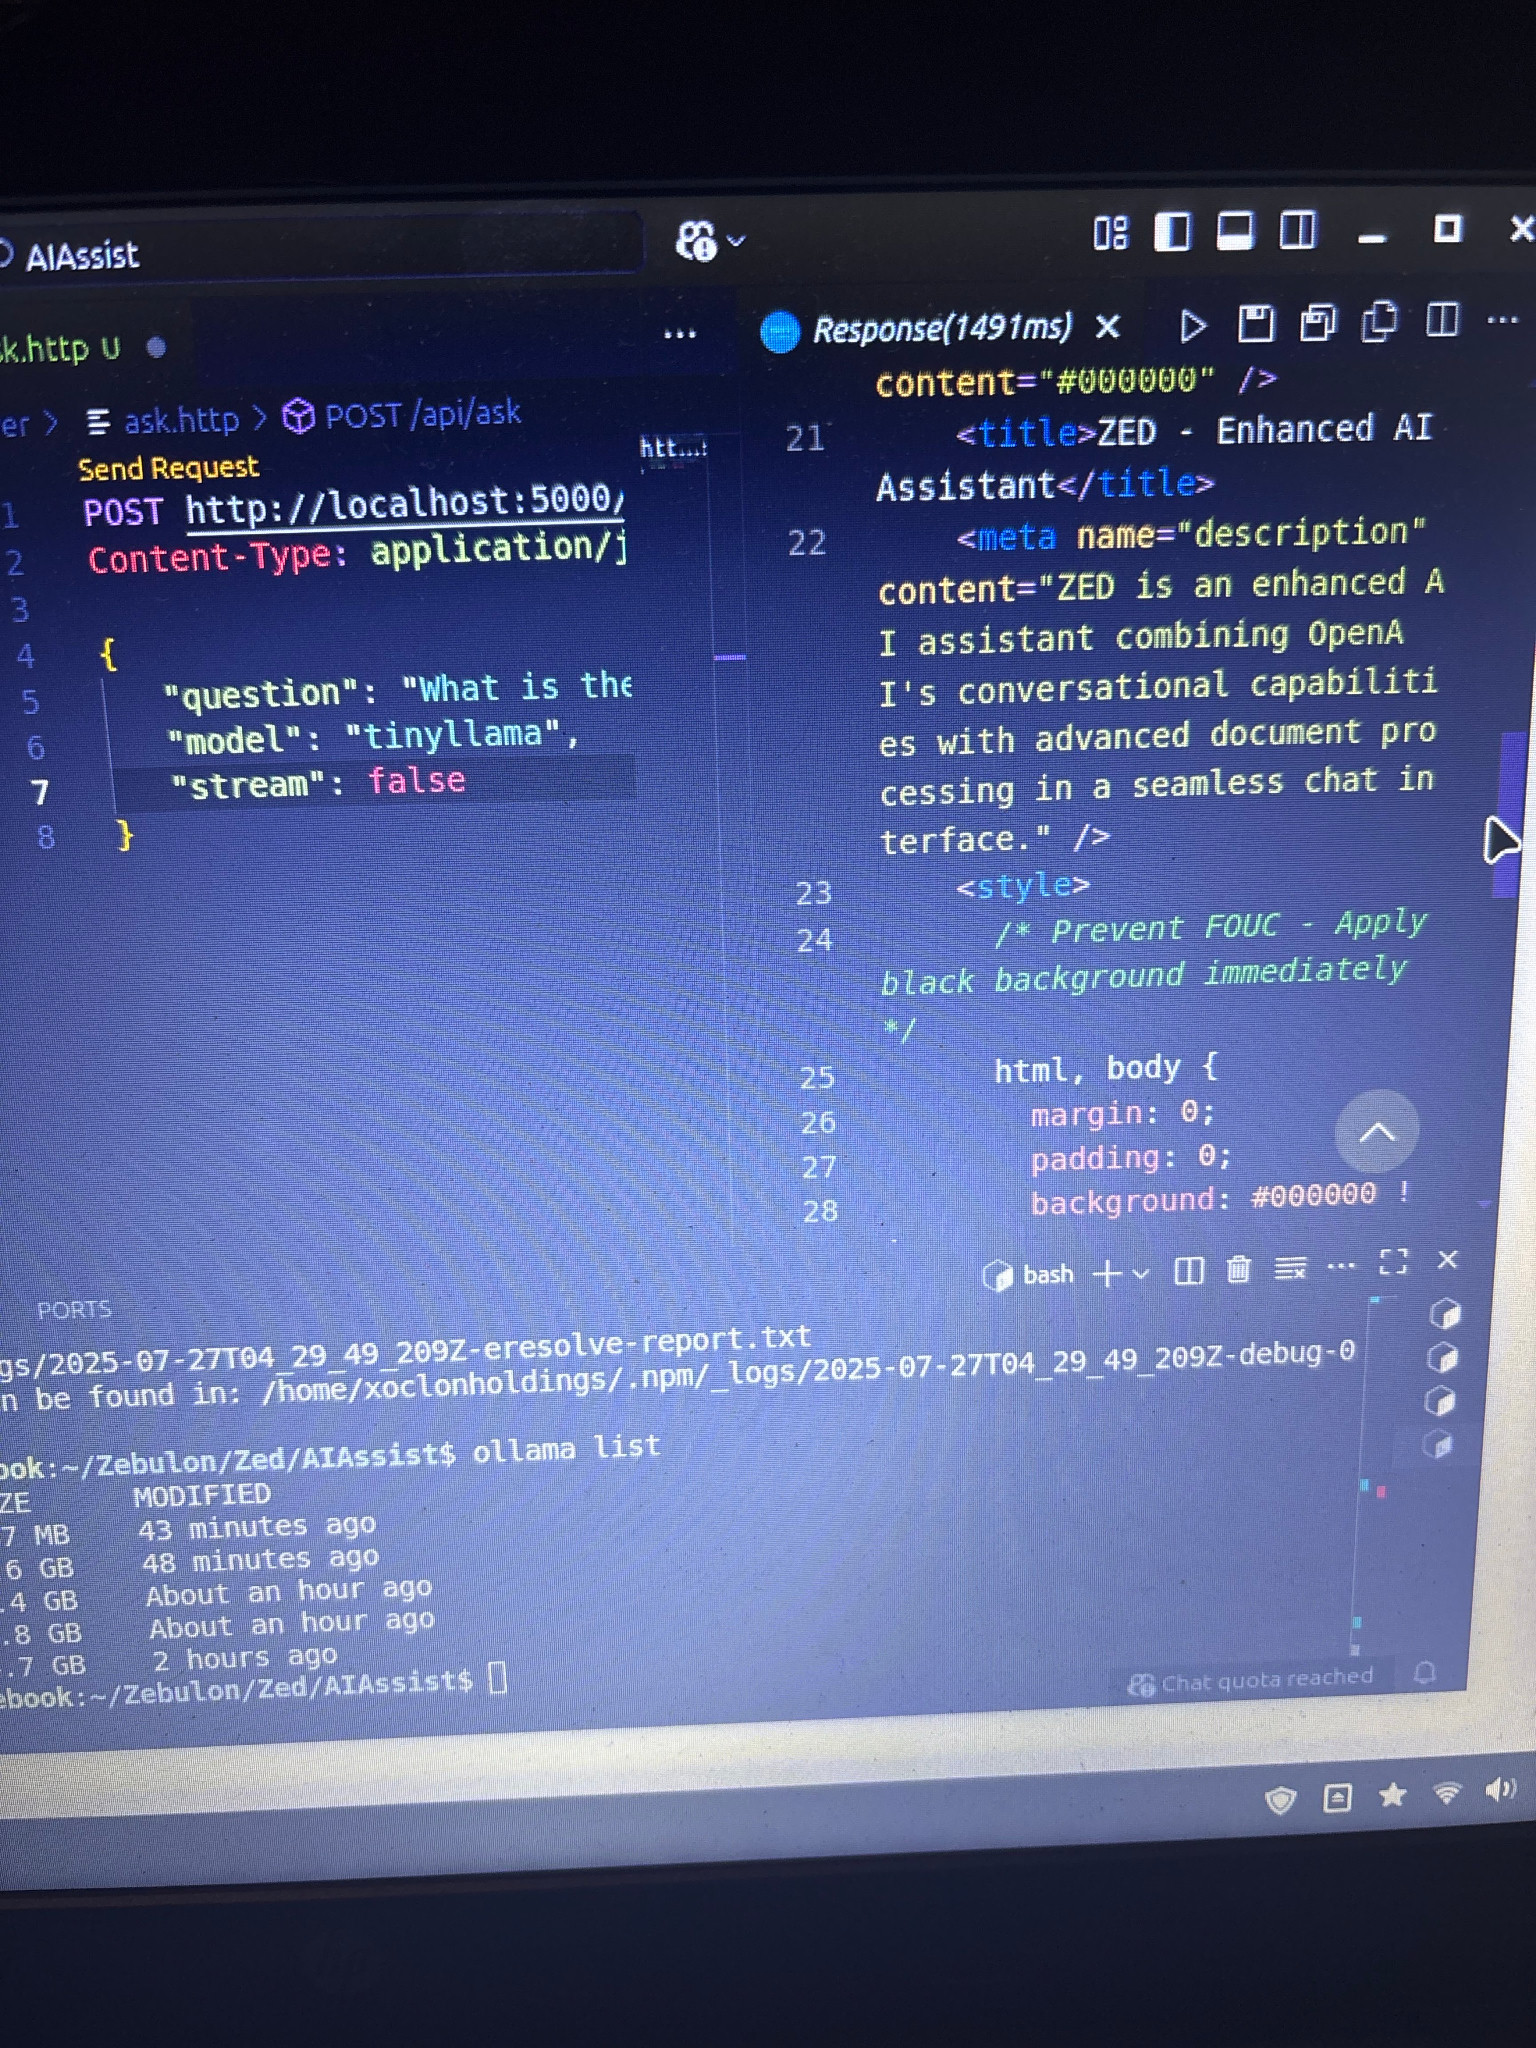 AIAssist
k.http U
Response(1491ms)
er > ask.http > POST /api/ask
Send Request
1 POST http://localhost:5000/
2 Content-Type: application/j
3
4 {
5 "question": "What is the
6 "model": "tinyllama",
7 "stream": false
8 }
content="#000000" />
21 <title>ZED - Enhanced AI
Assistant</title>
22 <meta name="description"
content="ZED is an enhanced A
I assistant combining OpenA
I's conversational capabiliti
es with advanced document pro
cessing in a seamless chat in
terface." />
23 <style>
24 /* Prevent FOUC - Apply
black background immediately
*/
25 html, body {
26 margin: 0;
27 padding: 0;
28 background: #000000 !
bash
PORTS
gs/2025-07-27T04_29_49_209Z-eresolve-report.txt
n be found in: /home/xoclonholdings/.npm/_logs/2025-07-27T04_29_49_209Z-debug-0
ook:~/Zebulon/Zed/AIAssist$ ollama list
ZE MODIFIED
7 MB 43 minutes ago
6 GB 48 minutes ago
.4 GB About an hour ago
.8 GB About an hour ago
.7 GB 2 hours ago
ebook:~/Zebulon/Zed/AIAssist$
Chat quota reached